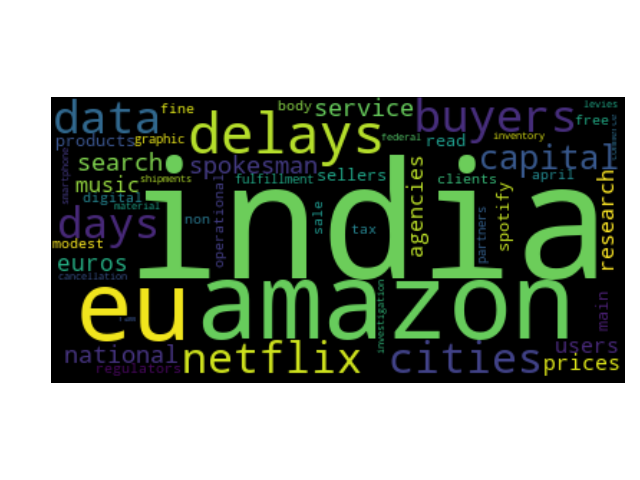 data
fine
body
service
buyers
levies
free
products
graphic
delays
federal
read
inventory
search
spokesman
capital
smartphone
music
shipments
fulfillment
sellers
clients
april
digital
material
india
days
non
operational
sale
tax
agencies
partners
spotify
research
modest
euros
cancellation
eu
amazon
investigation
main
national
regulators
netflix
cities
users
prices